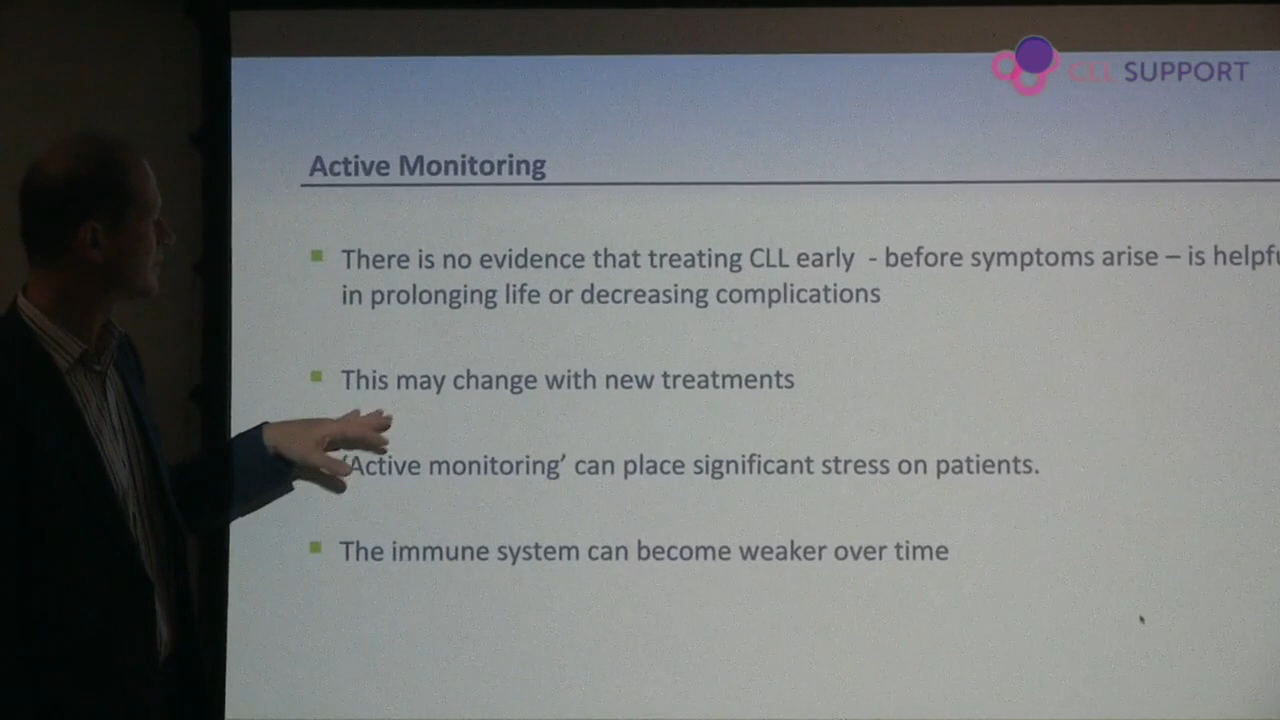 CLL SUPPORT
Active Monitoring
There is no evidence that treating CLL early - before symptoms arise – is helpfu
in prolonging life or decreasing complications
This may change with new treatments
‘Active monitoring’ can place significant stress on patients.
The immune system can become weaker over time